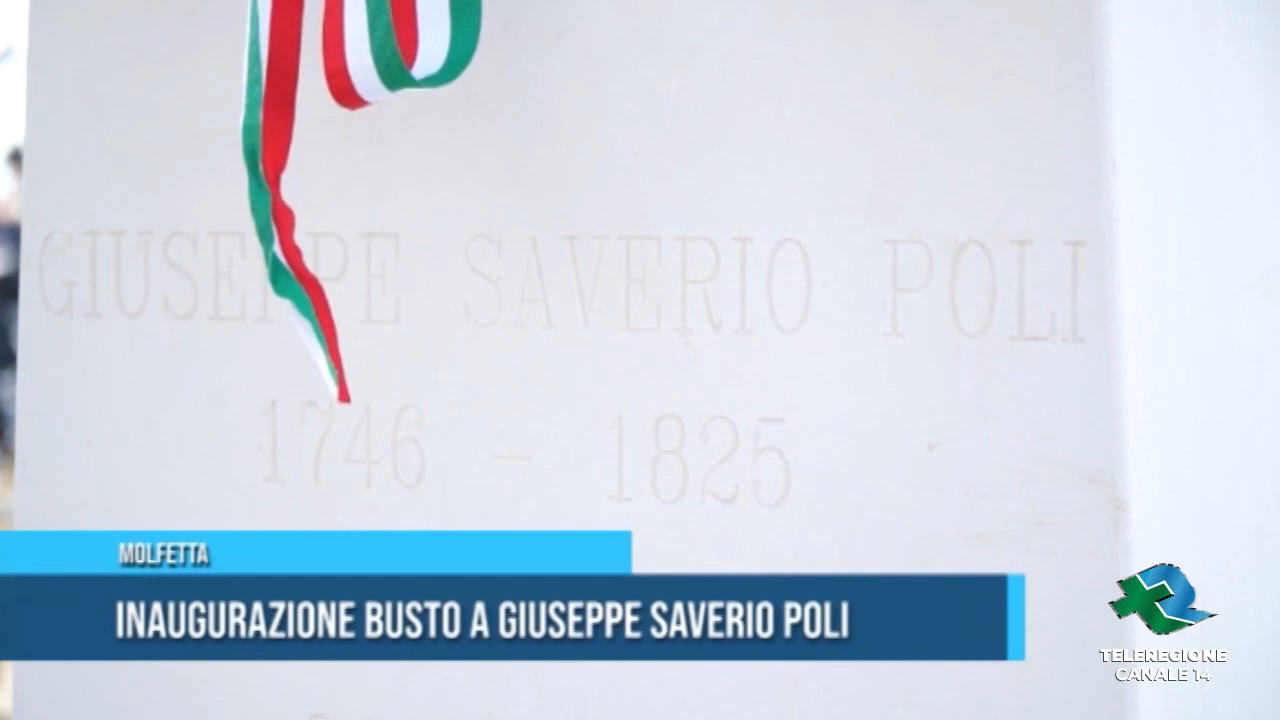 GIUSEPPE SAVERIO POLI
1746 - 1825
MOLFETTA
INAUGURAZIONE BUSTO A GIUSEPPE SAVERIO POLI
TELEREGIONE
CANALE 14